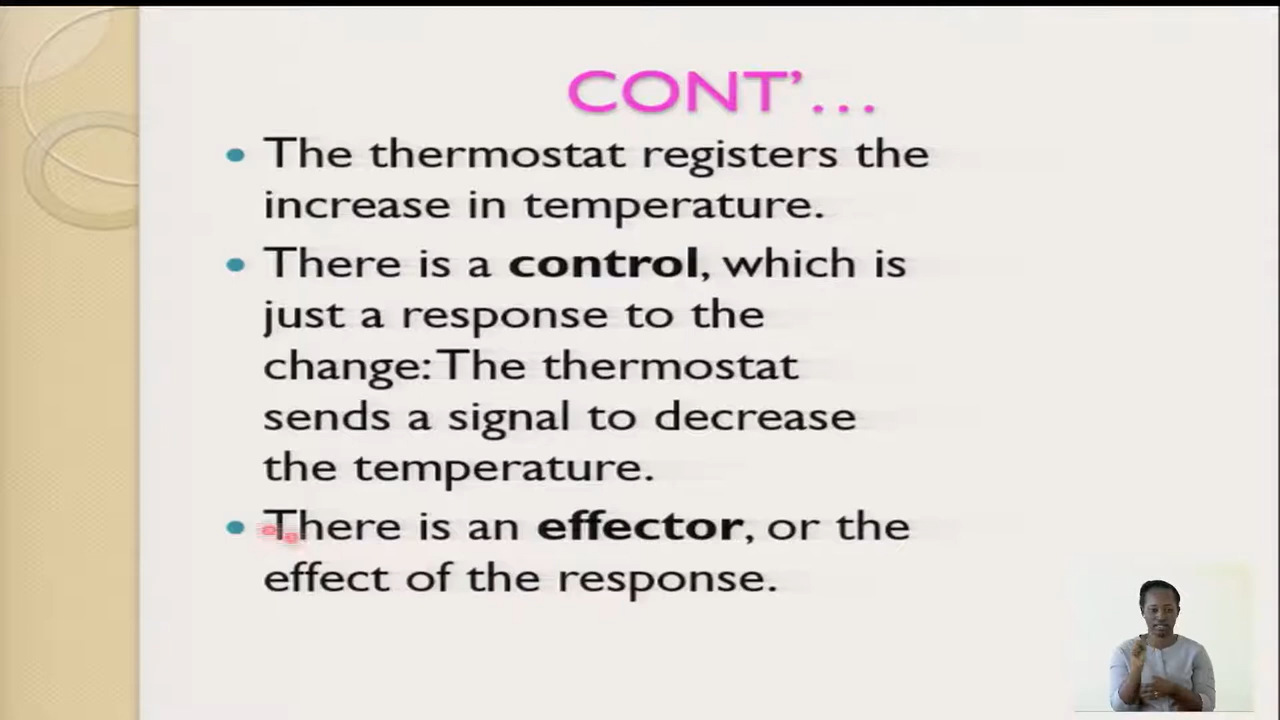 CONT'...
• The thermostat registers the
increase in temperature.
• There is a control, which is
just a response to the
change: The thermostat
sends a signal to decrease
the temperature.
• There is an effector, or the
effect of the response.